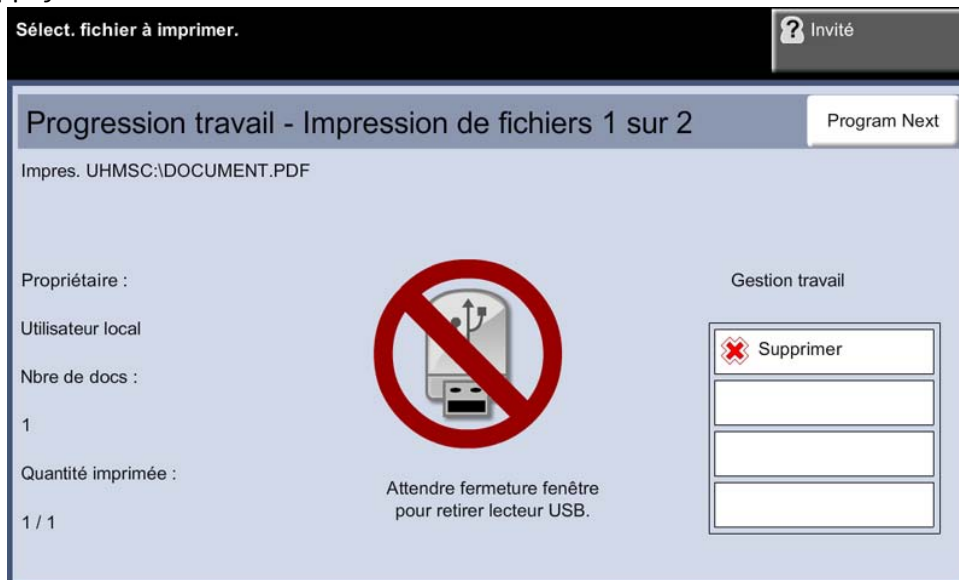 Sélect. fichier à imprimer.
Invité
Progression travail - Impression de fichiers 1 sur 2
Program Next
Impres. UHMSC:\DOCUMENT.PDF
Propriétaire :
Gestion travail
Utilisateur local
Supprimer
Nbre de docs :
1
Quantité imprimée :
1 / 1
Attendre fermeture fenêtre
pour retirer lecteur USB.